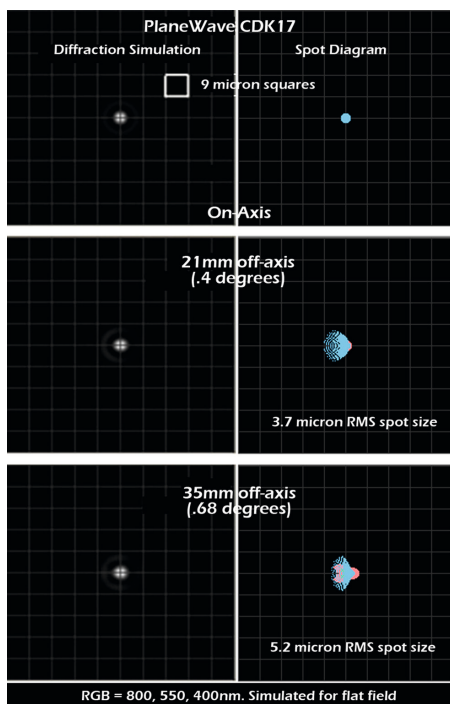 PlaneWave CDK17
Diffraction Simulation
Spot Diagram
9 micron squares
On-Axis
21mm off-axis
(.4 degrees)
3.7 micron RMS spot size
35mm off-axis
(.68 degrees)
5.2 micron RMS spot size
RGB = 800, 550, 400nm. Simulated for flat field